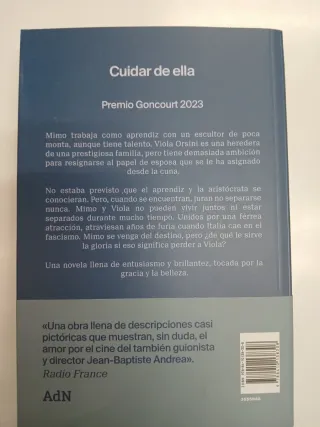 Cuidar de ella
Premio Goncourt 2023
Mimo trabaja como aprendiz con un escultor de poca
monta, aunque tiene talento. Viola Orsini es una heredera
de una prestigiosa familia, pero tiene demasiada ambición
para resignarse al papel de esposa que se le ha asignado
desde la cuna.
No estaba previsto que el aprendiz y la aristócrata se
conocieran. Pero, cuando se encuentran, juran no separarse
nunca. Mimo y Viola no pueden vivir juntos ni estar
separados durante mucho tiempo. Unidos por una férrea
atracción, atraviesan años de furia cuando Italia cae en el
fascismo. Mimo se venga del destino, pero ¿de qué le sirve
la gloria si eso significa perder a Viola?
Una novela llena de entusiasmo y brillantez, tocada por la
gracia y la belleza.
«Una obra llena de descripciones casi
pictóricas que muestran, sin duda, el
amor por el cine del también guionista
y director Jean-Baptiste Andrea».
Radio France
AdN